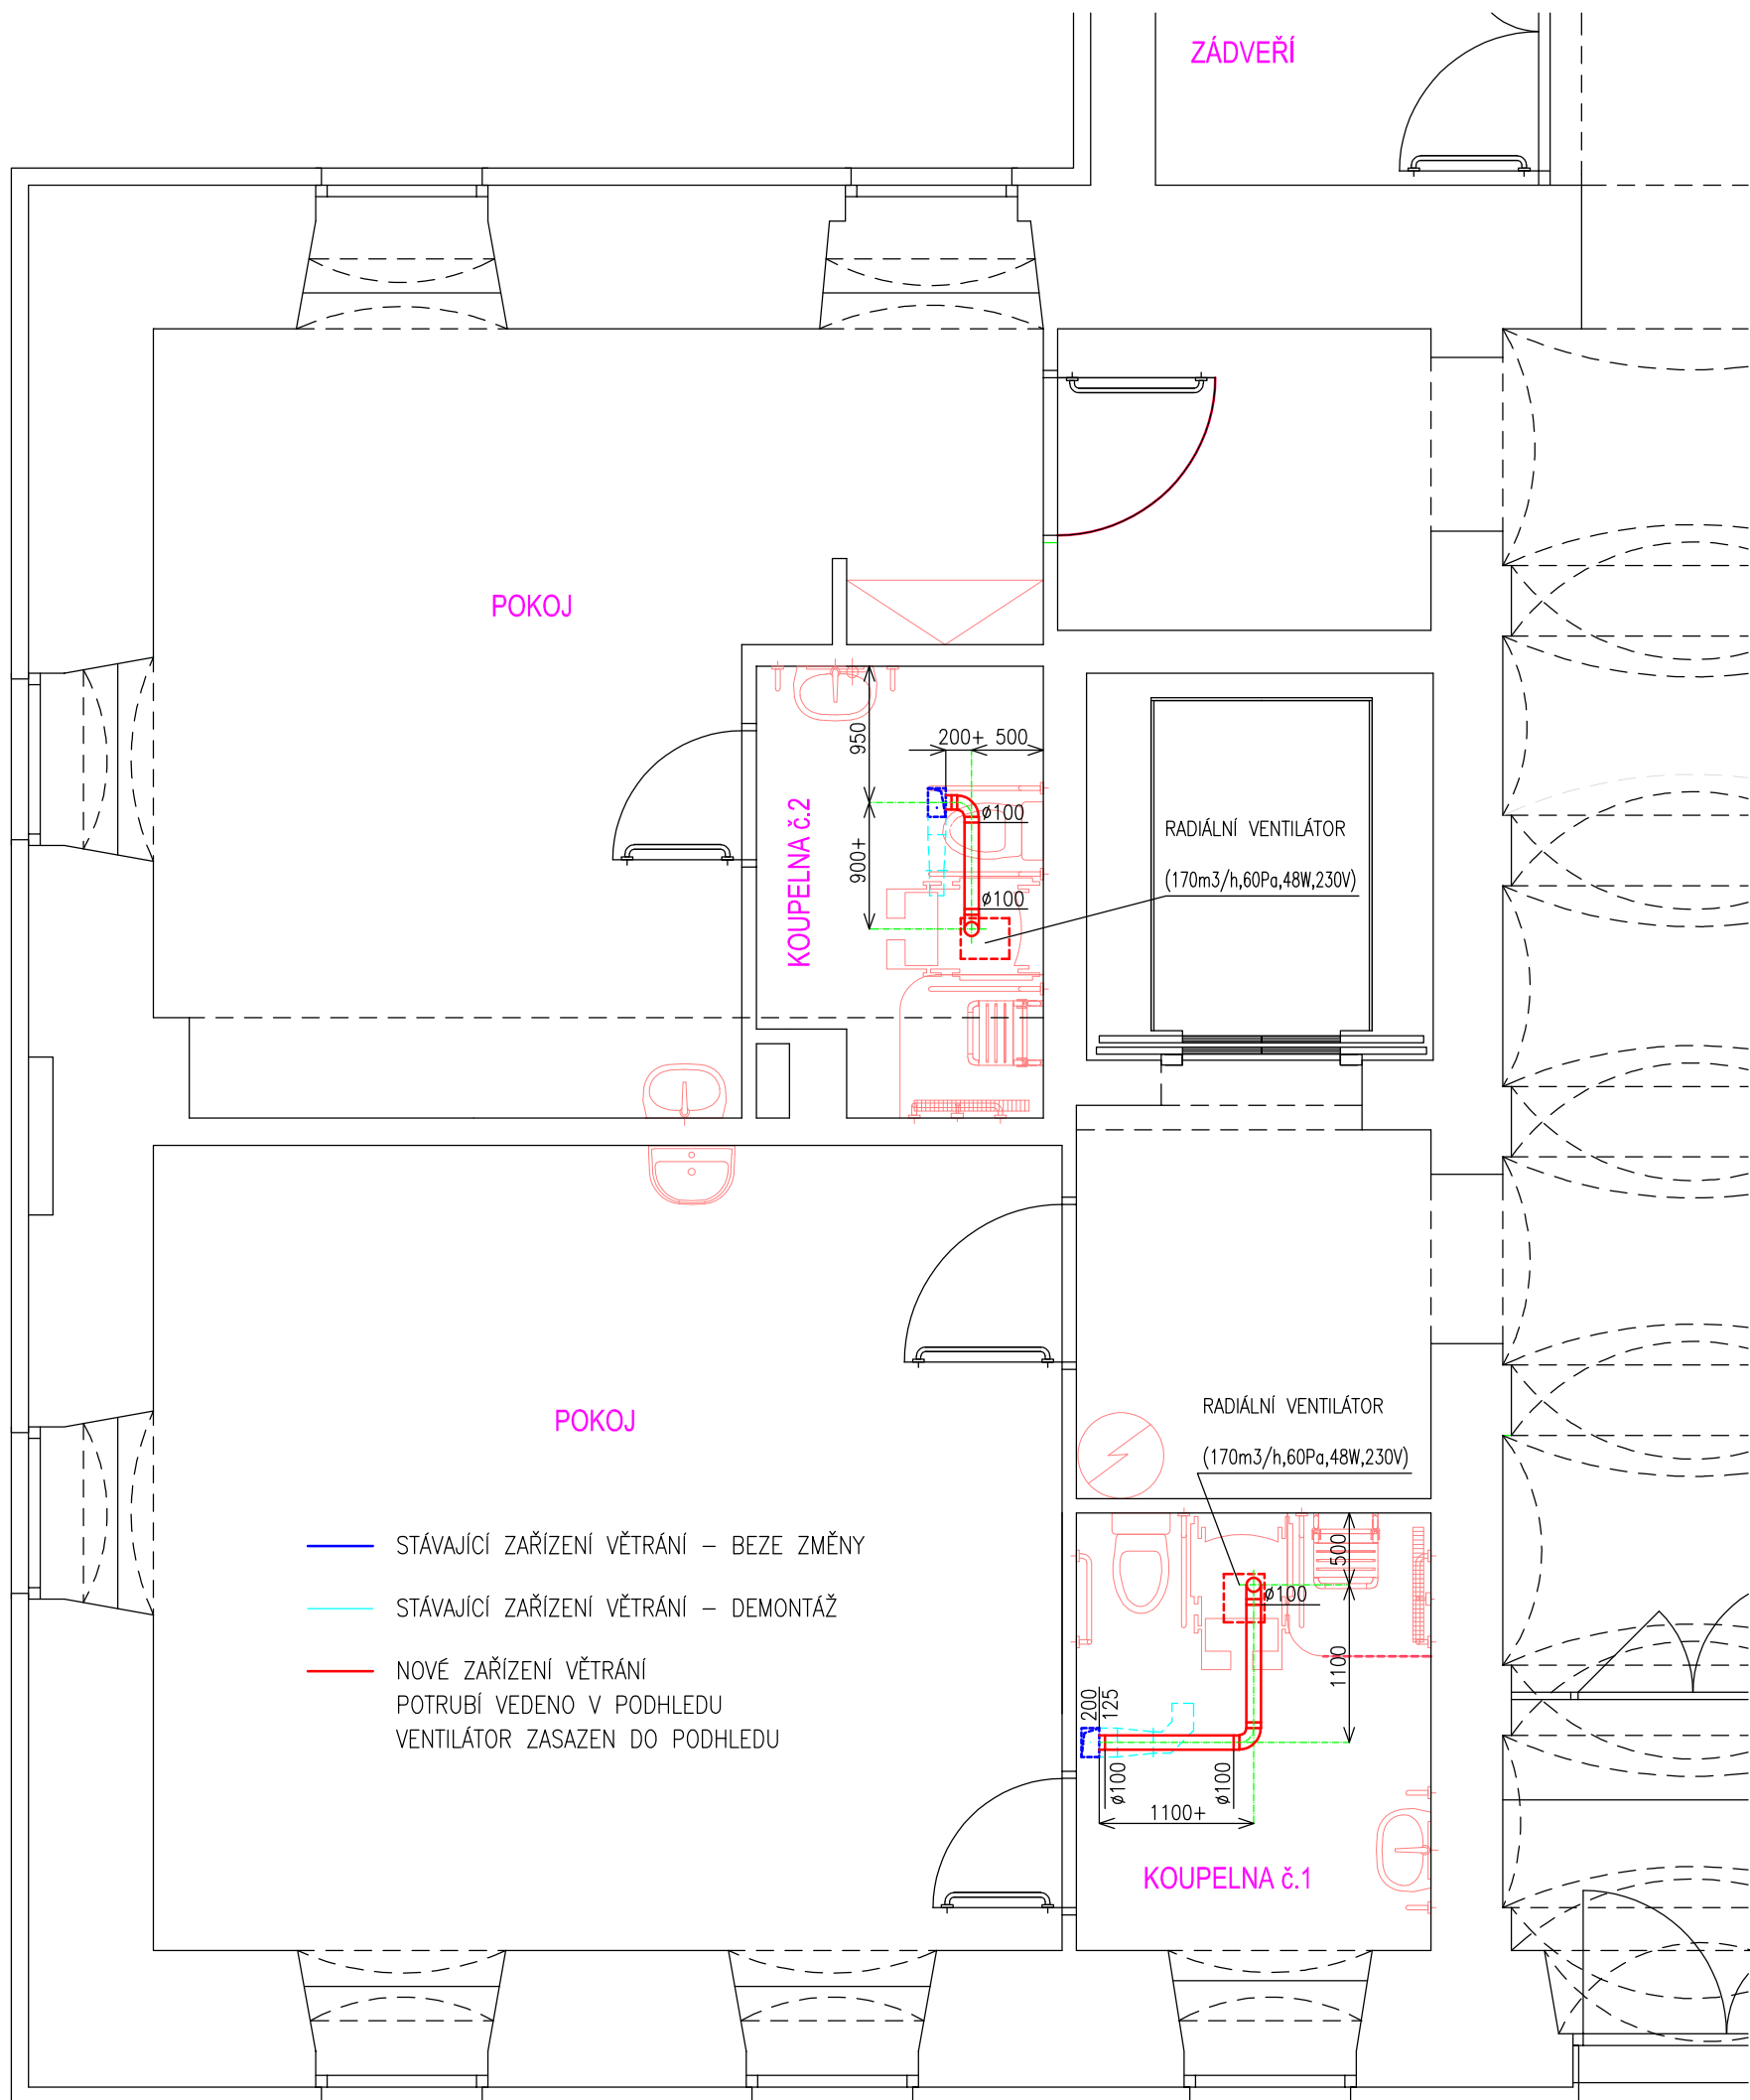 ZÁDVEŘÍ
POKOJ
950
200+ 500
KOUPELNA č.2
ø100
900+
ø100
RADIÁLNÍ VENTILÁTOR
(170m3/h,60Pa,48W,230V)
POKOJ
RADIÁLNÍ VENTILÁTOR
(170m3/h,60Pa,48W,230V)
STÁVAJÍCÍ ZAŘÍZENÍ VĚTRÁNÍ – BEZE ZMĚNY
STÁVAJÍCÍ ZAŘÍZENÍ VĚTRÁNÍ – DEMONTÁŽ
NOVÉ ZAŘÍZENÍ VĚTRÁNÍ
POTRUBÍ VEDENO V PODHLEDU
VENTILÁTOR ZASAZEN DO PODHLEDU
500
ø100
1100
200
125
ø100
ø100
1100+
KOUPELNA č.1